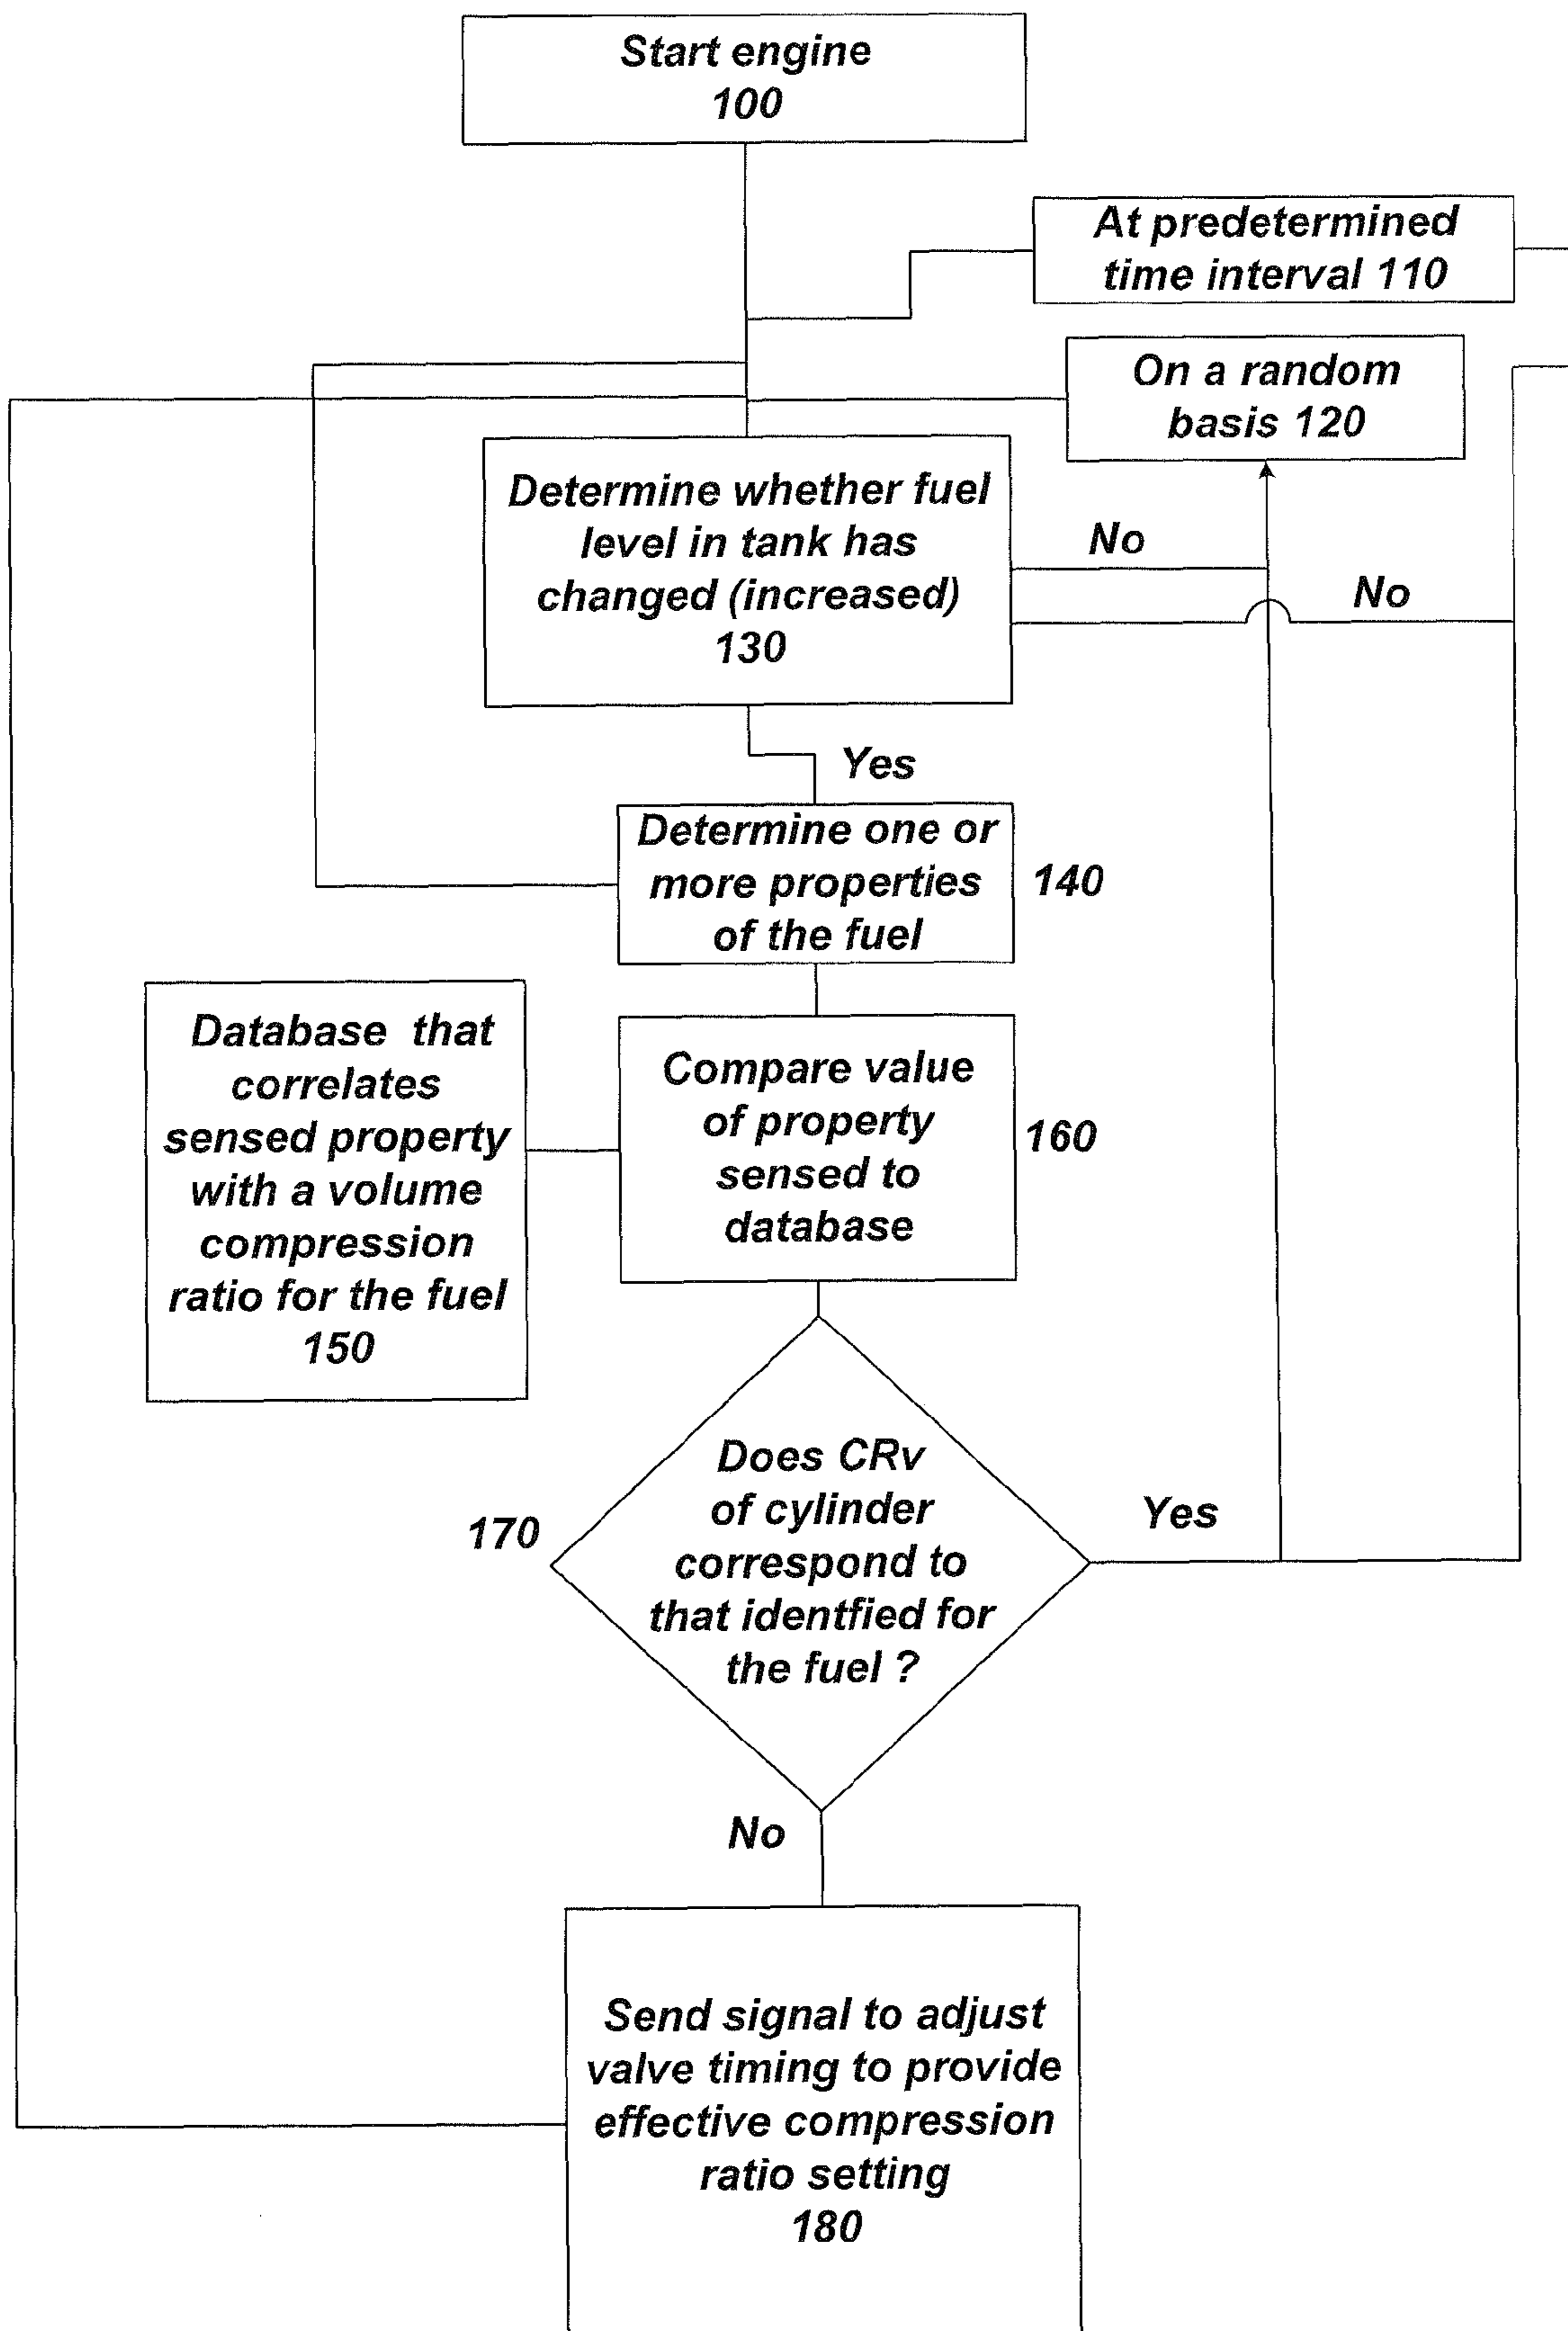 Start engine
100
At predetermined
time interval 110
On a random
basis 120
Determine whether fuel
level in tank has
changed (increased)
130
No
No
Yes
Determine one or
more properties
of the fuel
140
Database that
correlates
sensed property
with a volume
compression
ratio for the fuel
150
Compare value
of property
sensed to
database
160
Does CRv
of cylinder
correspond to
that identfied for
the fuel ?
170
Yes
No
Send signal to adjust
valve timing to provide
effective compression
ratio setting
180